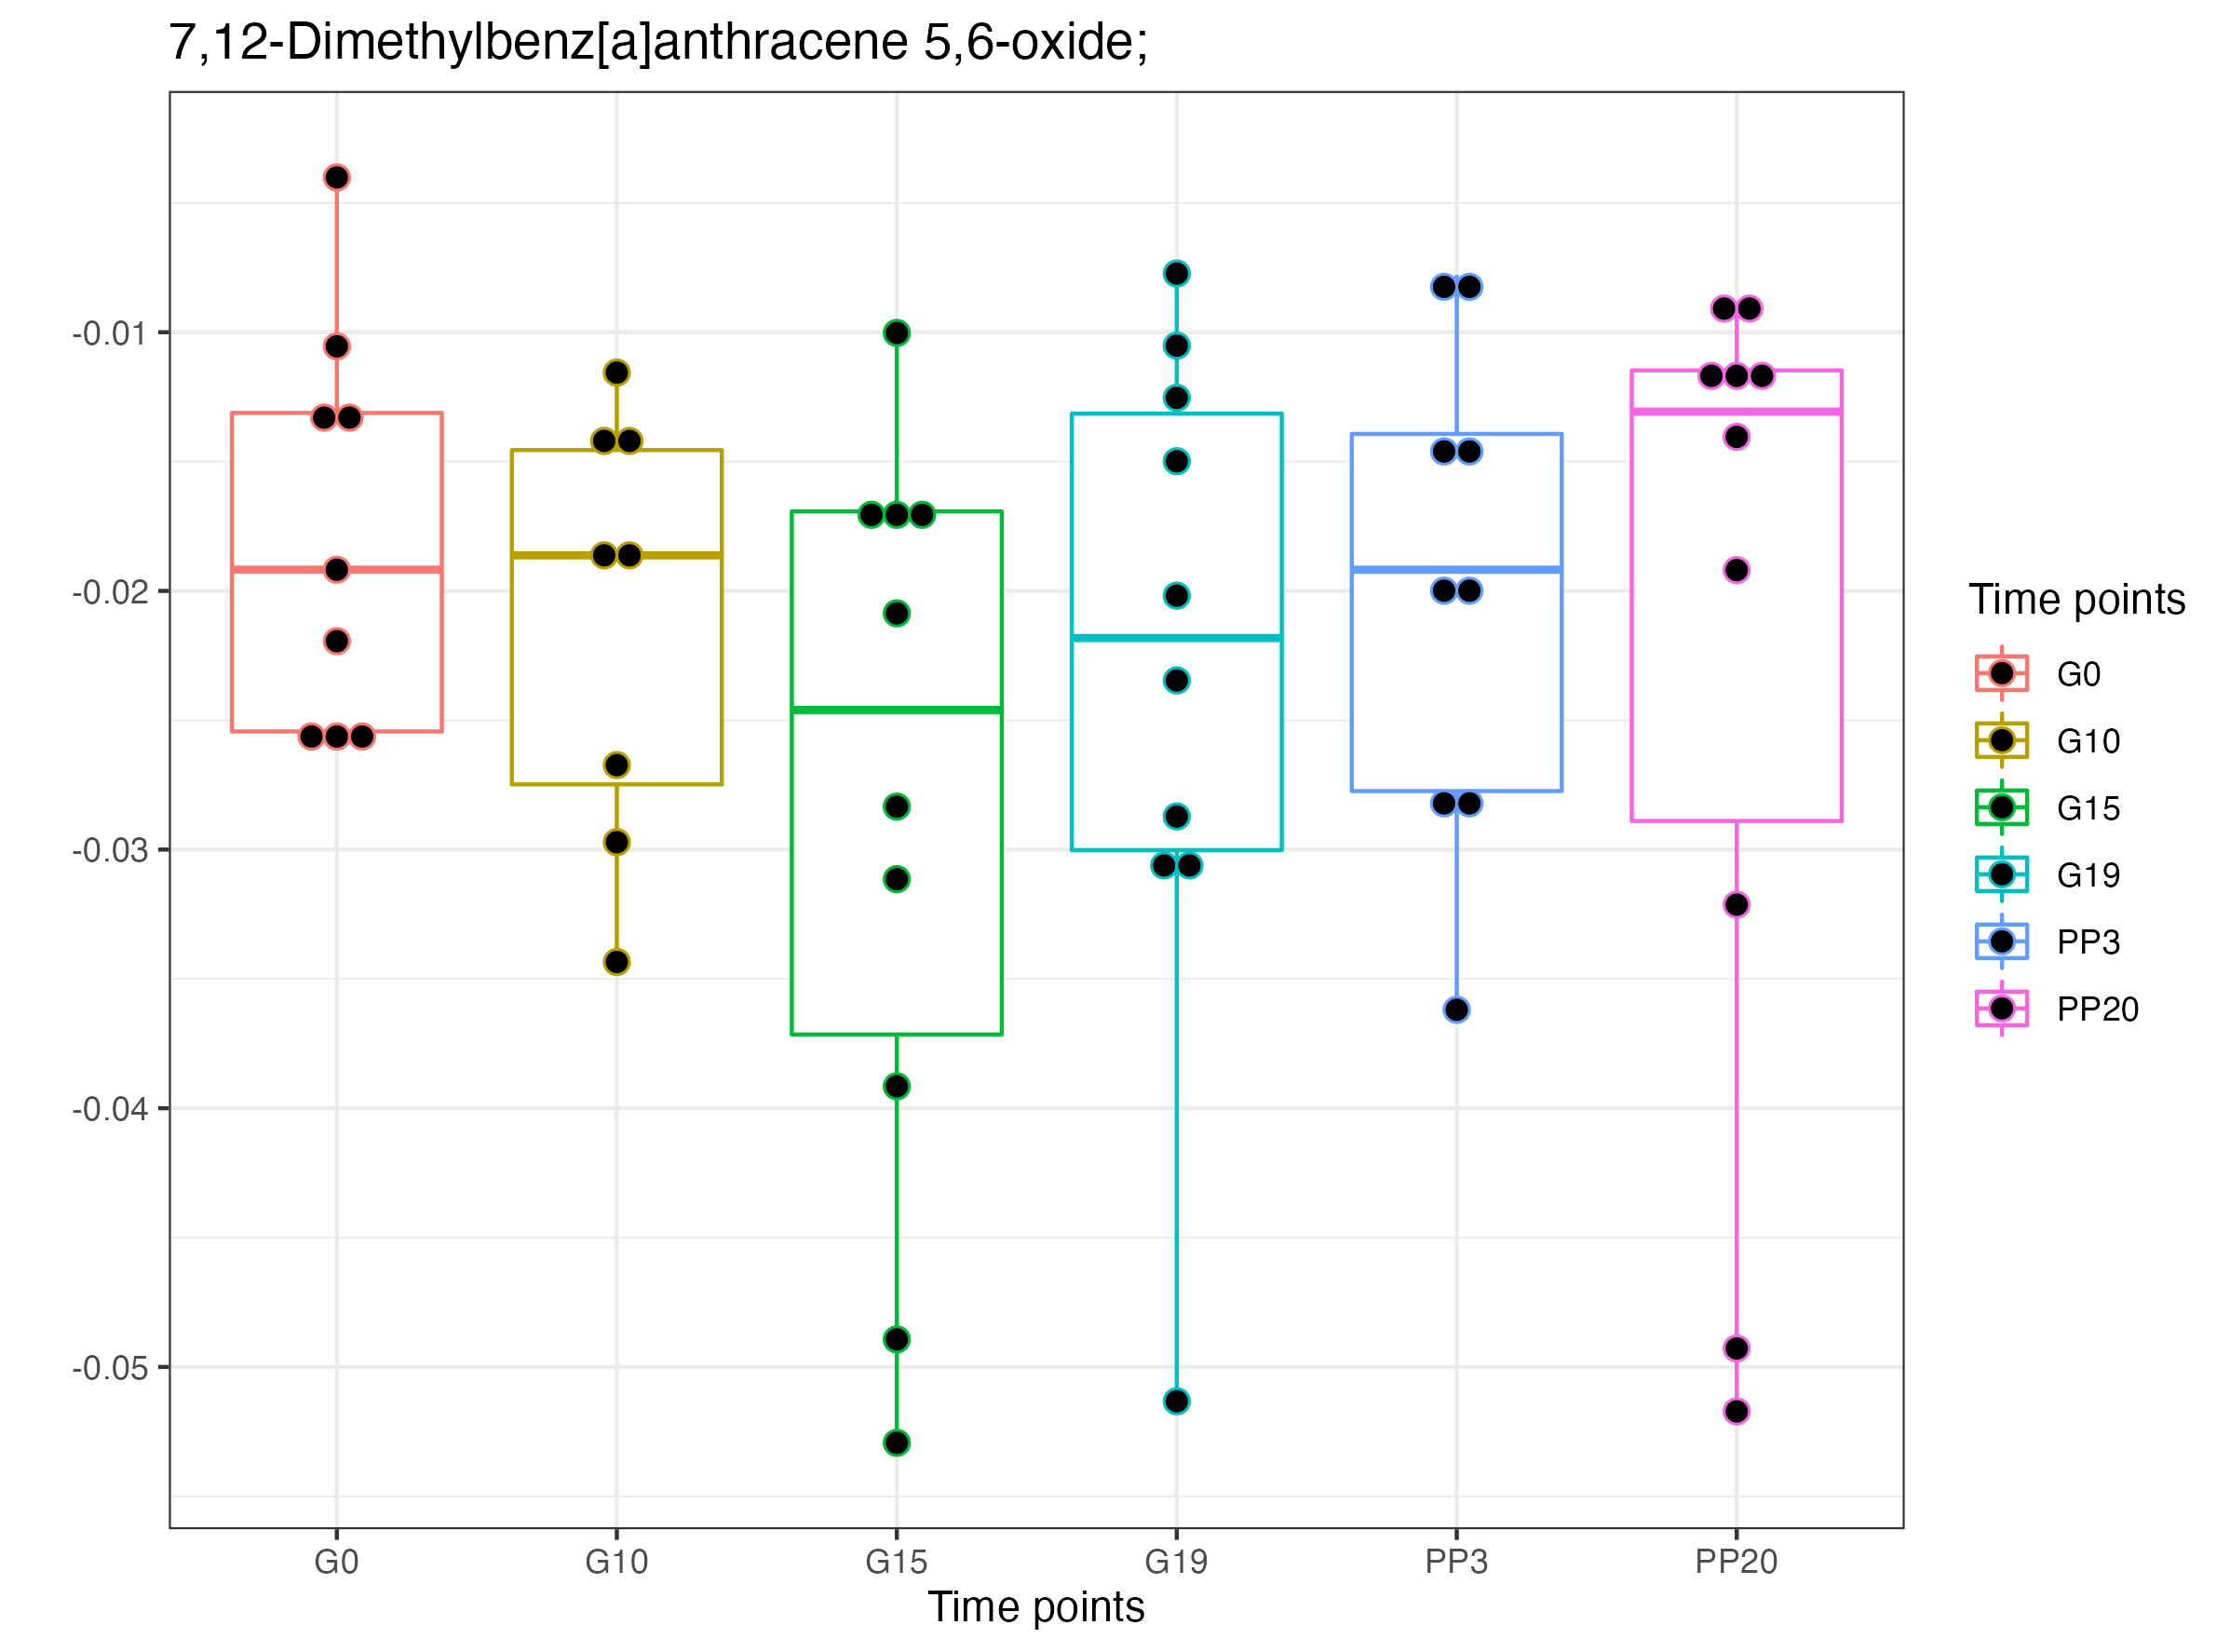 7,12-Dimethylbenz[a]anthracene 5,6-oxide;
-0.01
-0.02
-0.03
-0.04
-0.05
G0 G10 G15 G19 PP3 PP20
Time points
Time points
G0
G10
G15
G19
PP3
PP20